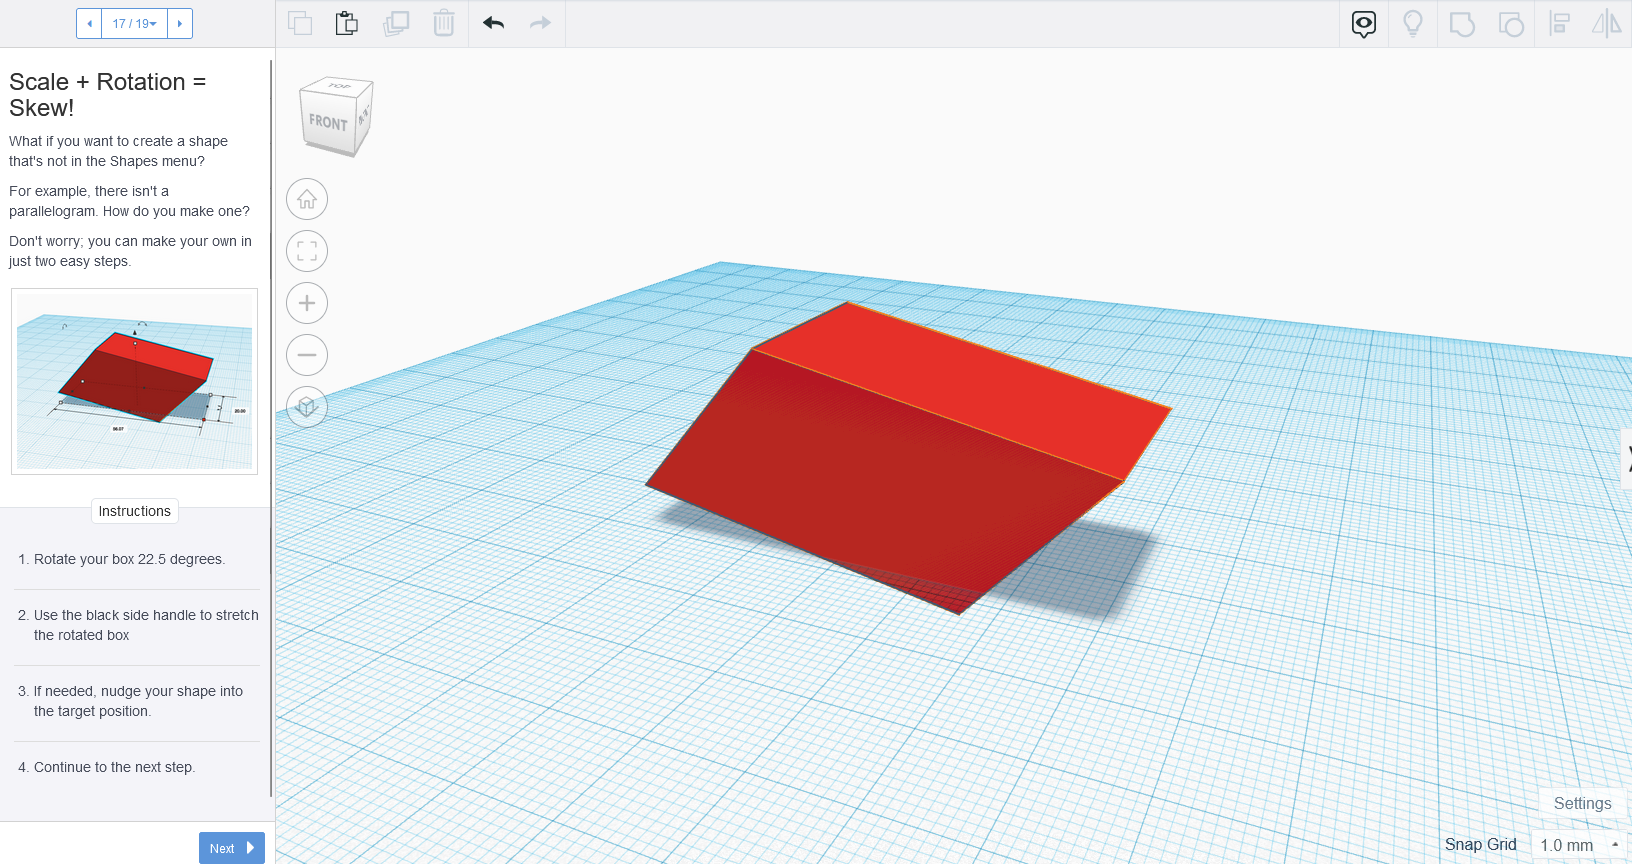 17 / 19
Scale + Rotation =
Skew!
What if you want to create a shape
that's not in the Shapes menu?
For example, there isn't a
parallelogram. How do you make one?
Don't worry; you can make your own in
just two easy steps.
Instructions
1. Rotate your box 22.5 degrees.
2. Use the black side handle to stretch
the rotated box
3. If needed, nudge your shape into
the target position.
4. Continue to the next step.
Next
TOP
FRONT
Settings
Snap Grid
1.0 mm